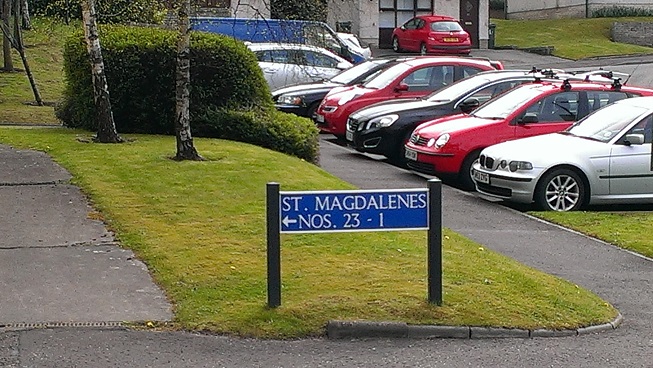 ST. MAGDALENES
←NOS. 23 - 1